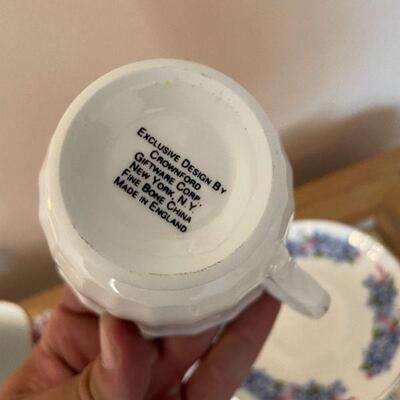 EXCLUSIVE DESIGN BY
CROWNFORD
GIFTWARE CORP.
NEW YORK, N.Y.
FINE BONE CHINA
MADE IN ENGLAND